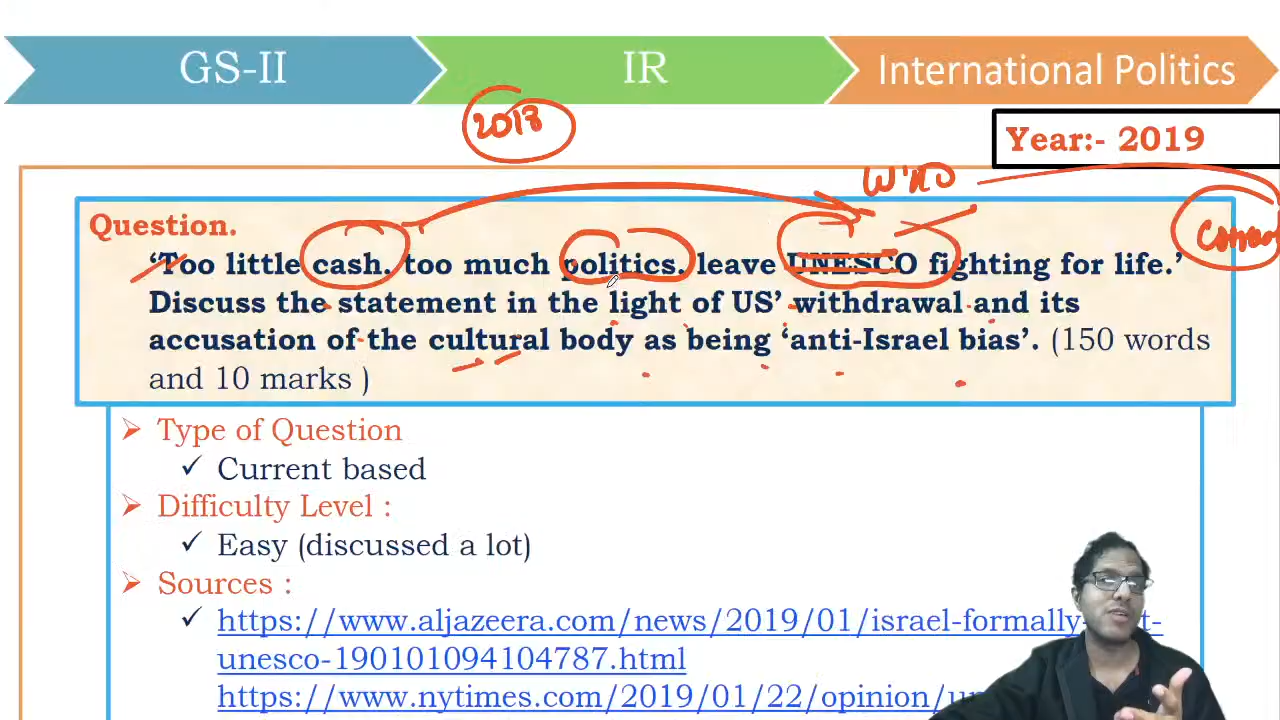 GS-II
IR
International Politics
2018
Year:- 2019
WHO
Question.
‘Too little cash, too much politics, leave UNESCO fighting for life.’
Discuss the statement in the light of US’ withdrawal and its
accusation of the cultural body as being ‘anti-Israel bias’. (150 words
and 10 marks )
Type of Question
✓ Current based
Difficulty Level :
✓ Easy (discussed a lot)
Sources :
✓ https://www.aljazeera.com/news/2019/01/israel-formally-
unesco-190101094104787.html
https://www.nytimes.com/2019/01/22/opinion/